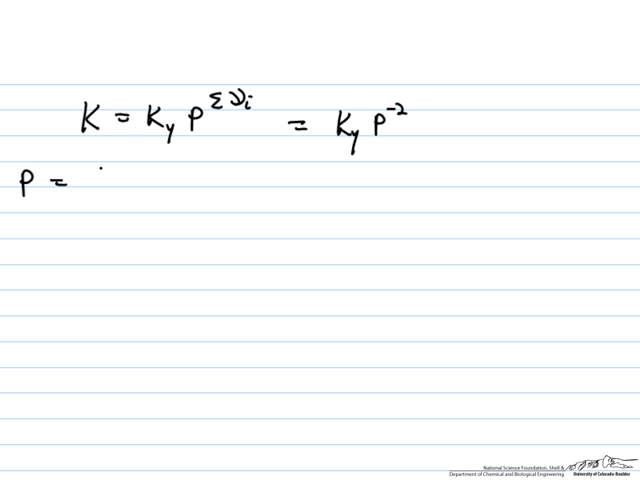 K = K_y P^{Σν_i} = K_y P^{-2}
P =
National Science Foundation, Shell &
Department of Chemical and Biological Engineering
University of Colorado Boulder